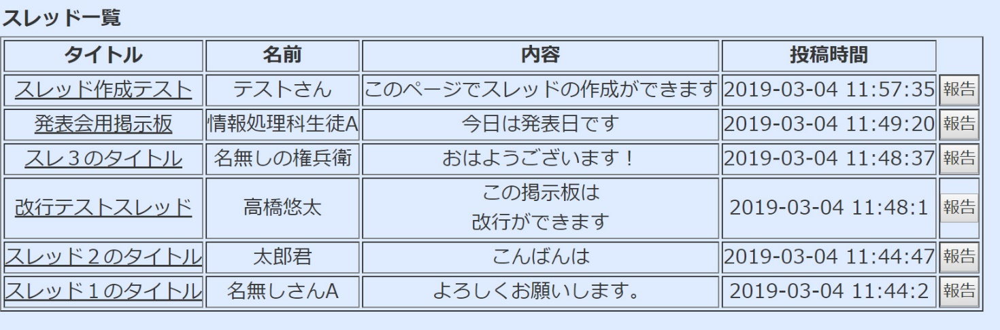 スレッド一覧
タイトル 名前 内容 投稿時間
スレッド作成テスト テストさん このページでスレッドの作成ができます 2019-03-04 11:57:35 報告
発表会用掲示板 情報処理科生徒A 今日は発表日です 2019-03-04 11:49:20 報告
スレ３のタイトル 名無しの権兵衛 おはようございます！ 2019-03-04 11:48:37 報告
改行テストスレッド 高橋悠太 この掲示板は
改行ができます 2019-03-04 11:48:1 報告
スレッド２のタイトル 太郎君 こんばんは 2019-03-04 11:44:47 報告
スレッド１のタイトル 名無しさんA よろしくお願いします。 2019-03-04 11:44:2 報告